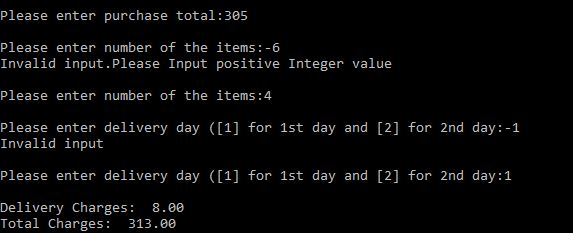 Please enter purchase total:305
Please enter number of the items:-6
Invalid input.Please Input positive Integer value
Please enter number of the items:4
Please enter delivery day ([1] for 1st day and [2] for 2nd day:-1
Invalid input
Please enter delivery day ([1] for 1st day and [2] for 2nd day:1
Delivery Charges:  8.00
Total Charges:  313.00